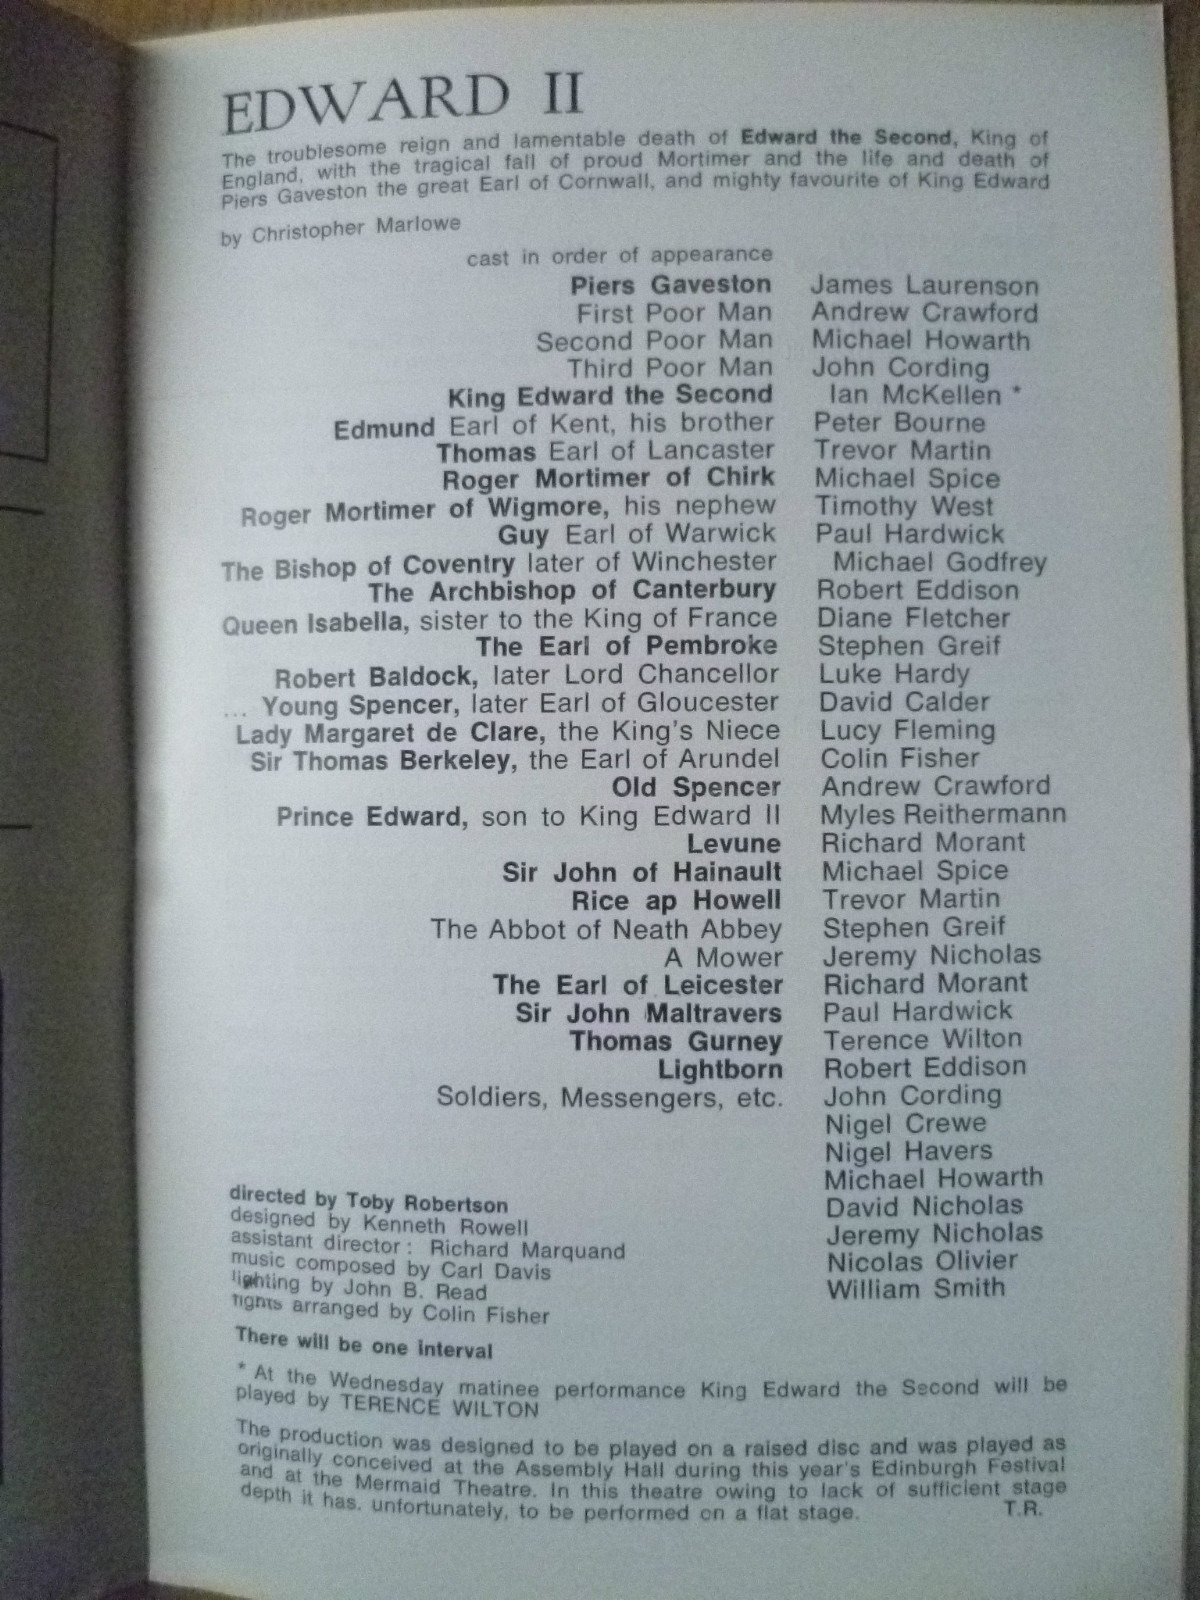 EDWARD II
The troublesome reign and lamentable death of Edward the Second, King of
England, with the tragical fall of proud Mortimer and the life and death of
Piers Gaveston the great Earl of Cornwall, and mighty favourite of King Edward
by Christopher Marlowe
cast in order of appearance
Piers Gaveston James Laurenson
First Poor Man Andrew Crawford
Second Poor Man Michael Howarth
Third Poor Man John Cording
King Edward the Second Ian McKellen *
Edmund Earl of Kent, his brother Peter Bourne
Thomas Earl of Lancaster Trevor Martin
Roger Mortimer of Chirk Michael Spice
Roger Mortimer of Wigmore, his nephew Timothy West
Guy Earl of Warwick Paul Hardwick
The Bishop of Coventry later of Winchester Michael Godfrey
The Archbishop of Canterbury Robert Eddison
Queen Isabella, sister to the King of France Diane Fletcher
The Earl of Pembroke Stephen Greif
Robert Baldock, later Lord Chancellor Luke Hardy
... Young Spencer, later Earl of Gloucester David Calder
Lady Margaret de Clare, the King's Niece Lucy Fleming
Sir Thomas Berkeley, the Earl of Arundel Colin Fisher
Old Spencer Andrew Crawford
Prince Edward, son to King Edward II Myles Reithermann
Levune Richard Morant
Sir John of Hainault Michael Spice
Rice ap Howell Trevor Martin
The Abbot of Neath Abbey Stephen Greif
A Mower Jeremy Nicholas
The Earl of Leicester Richard Morant
Sir John Maltravers Paul Hardwick
Thomas Gurney Terence Wilton
Lightborn Robert Eddison
Soldiers, Messengers, etc. John Cording
Nigel Crewe
Nigel Havers
Michael Howarth
David Nicholas
Jeremy Nicholas
Nicolas Olivier
William Smith
directed by Toby Robertson
designed by Kenneth Rowell
assistant director : Richard Marquand
music composed by Carl Davis
lighting by John B. Read
fights arranged by Colin Fisher
There will be one interval
* At the Wednesday matinee performance King Edward the Second will be
played by TERENCE WILTON
The production was designed to be played on a raised disc and was played as
originally conceived at the Assembly Hall during this year's Edinburgh Festival
and at the Mermaid Theatre. In this theatre owing to lack of sufficient stage
depth it has, unfortunately, to be performed on a flat stage. T.R.